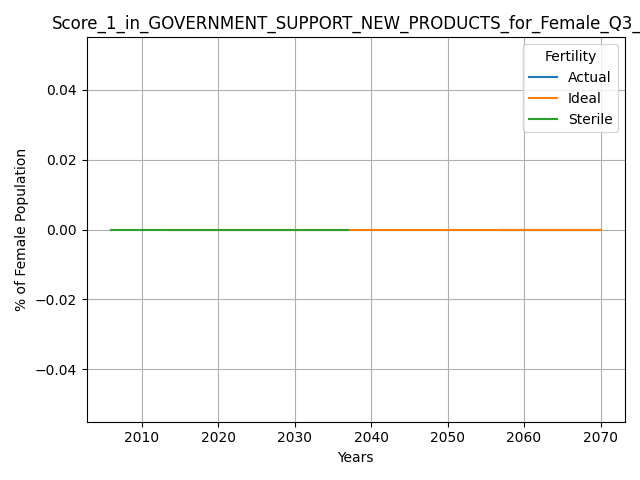 Score_1_in_GOVERNMENT_SUPPORT_NEW_PRODUCTS_for_Female_Q3_
Fertility
Actual
Ideal
Sterile
% of Female Population
0.04
0.02
0.00
−0.02
−0.04
2010 2020 2030 2040 2050 2060 2070
Years